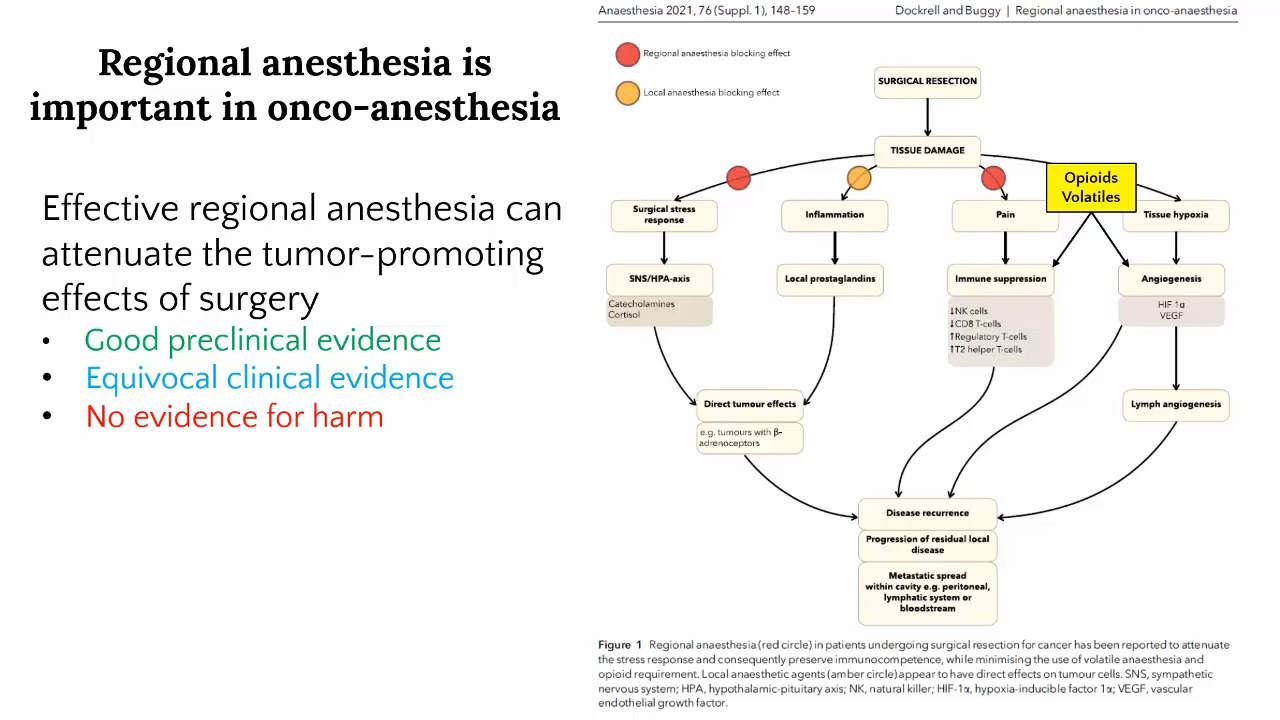 Regional anesthesia is
important in onco-anesthesia
Effective regional anesthesia can
attenuate the tumor-promoting
effects of surgery
• Good preclinical evidence
• Equivocal clinical evidence
• No evidence for harm
Anaesthesia 2021, 76 (Suppl. 1), 148–159
Dockrell and Buggy | Regional anaesthesia in onco-anaesthesia
Regional anaesthesia blocking effect
Local anaesthesia blocking effect
SURGICAL RESECTION
TISSUE DAMAGE
Opioids
Volatiles
Surgical stress
response
Inflammation
Pain
Tissue hypoxia
SNS/HPA-axis
Catecholamines
Cortisol
Local prostaglandins
Immune suppression
↓NK cells
↓CD8 T-cells
↑Regulatory T-cells
↑T2 helper T-cells
Angiogenesis
HIF 1α
VEGF
Direct tumour effects
e.g. tumours with β-
adrenoceptors
Lymph angiogenesis
Disease recurrence
Progression of residual local
disease
Metastatic spread
within cavity e.g. peritoneal,
lymphatic system or
bloodstream
Figure 1 Regional anaesthesia (red circle) in patients undergoing surgical resection for cancer has been reported to attenuate
the stress response and consequently preserve immunocompetence, while minimising the use of volatile anaesthesia and
opioid requirement. Local anaesthetic agents (amber circle) appear to have direct effects on tumour cells. SNS, sympathetic
nervous system; HPA, hypothalamic-pituitary axis; NK, natural killer; HIF-1α, hypoxia-inducible factor 1α; VEGF, vascular
endothelial growth factor.